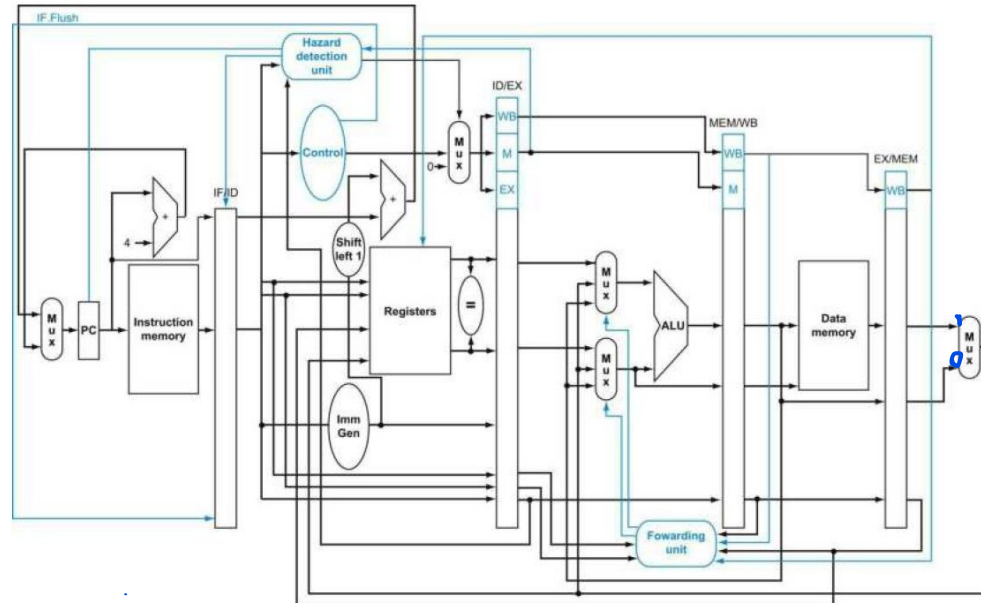 IF.Flush
Hazard
detection
unit
ID/EX
WB
MEM/WB
Control
M
u
x
M
WB
EX/MEM
0
IF/ID
EX
M
WB
+
+
4
Shift
left 1
M
u
x
PC
Instruction
memory
Registers
=
M
u
x
ALU
Data
memory
1
M
u
x
0
M
u
x
Imm
Gen
Fowarding
unit